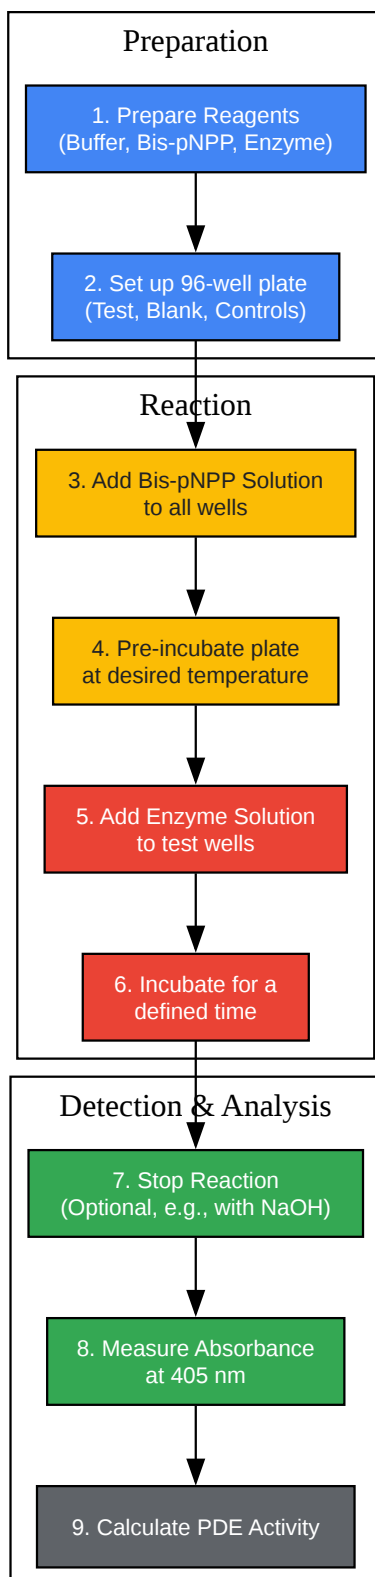 Preparation
1. Prepare Reagents
(Buffer, Bis-pNPP, Enzyme)
2. Set up 96-well plate
(Test, Blank, Controls)
Reaction
3. Add Bis-pNPP Solution
to all wells
4. Pre-incubate plate
at desired temperature
5. Add Enzyme Solution
to test wells
6. Incubate for a
defined time
Detection & Analysis
7. Stop Reaction
(Optional, e.g., with NaOH)
8. Measure Absorbance
at 405 nm
9. Calculate PDE Activity